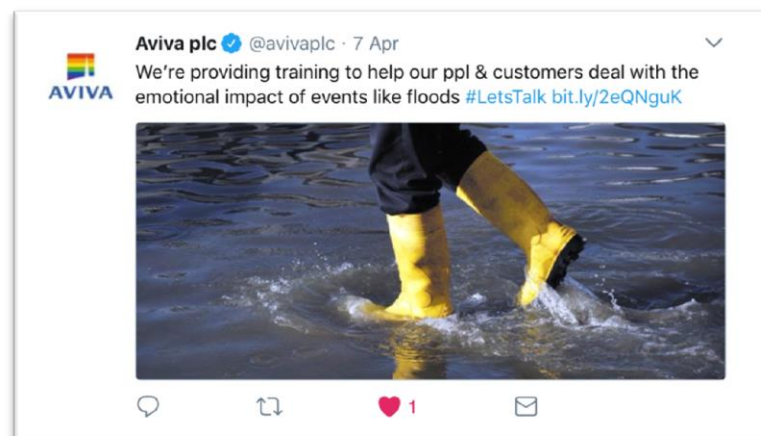 Aviva plc @avivaplc · 7 Apr
AVIVA
We're providing training to help our ppl & customers deal with the
emotional impact of events like floods #LetsTalk bit.ly/2eQNguK
1